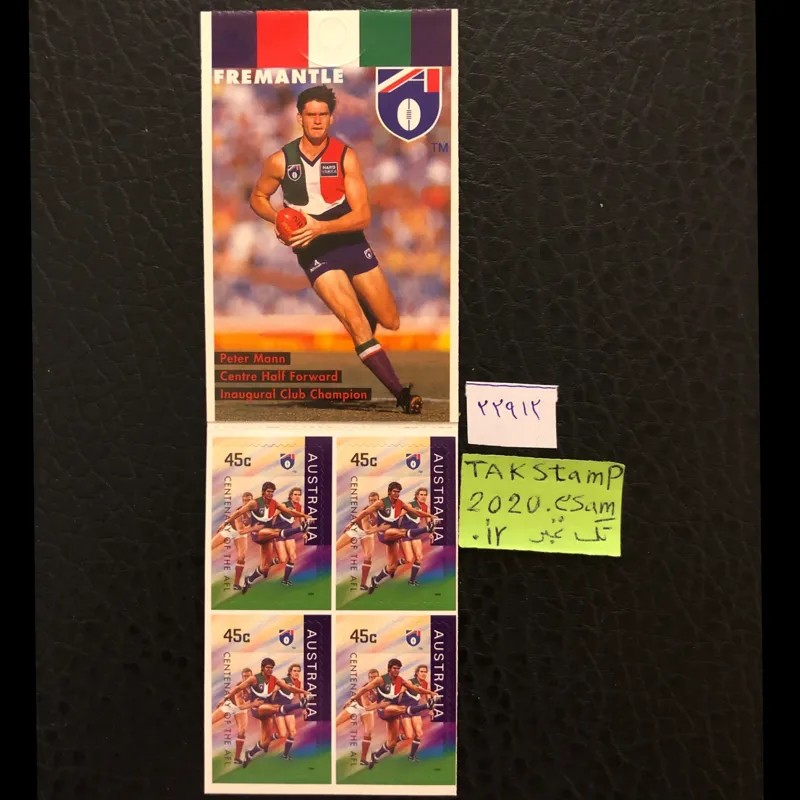 FREMANTLE
TM
HARD YAKKA
Peter Mann
Centre Half Forward
Inaugural Club Champion
۲۲۹۱۲
TAKStamp
2020.esam
تک تمبر ۰۱۲
45c
AUSTRALIA
CENTENARY OF THE AFL
45c
AUSTRALIA
CENTENARY OF THE AFL
45c
AUSTRALIA
CENTENARY OF THE AFL
45c
AUSTRALIA
CENTENARY OF THE AFL